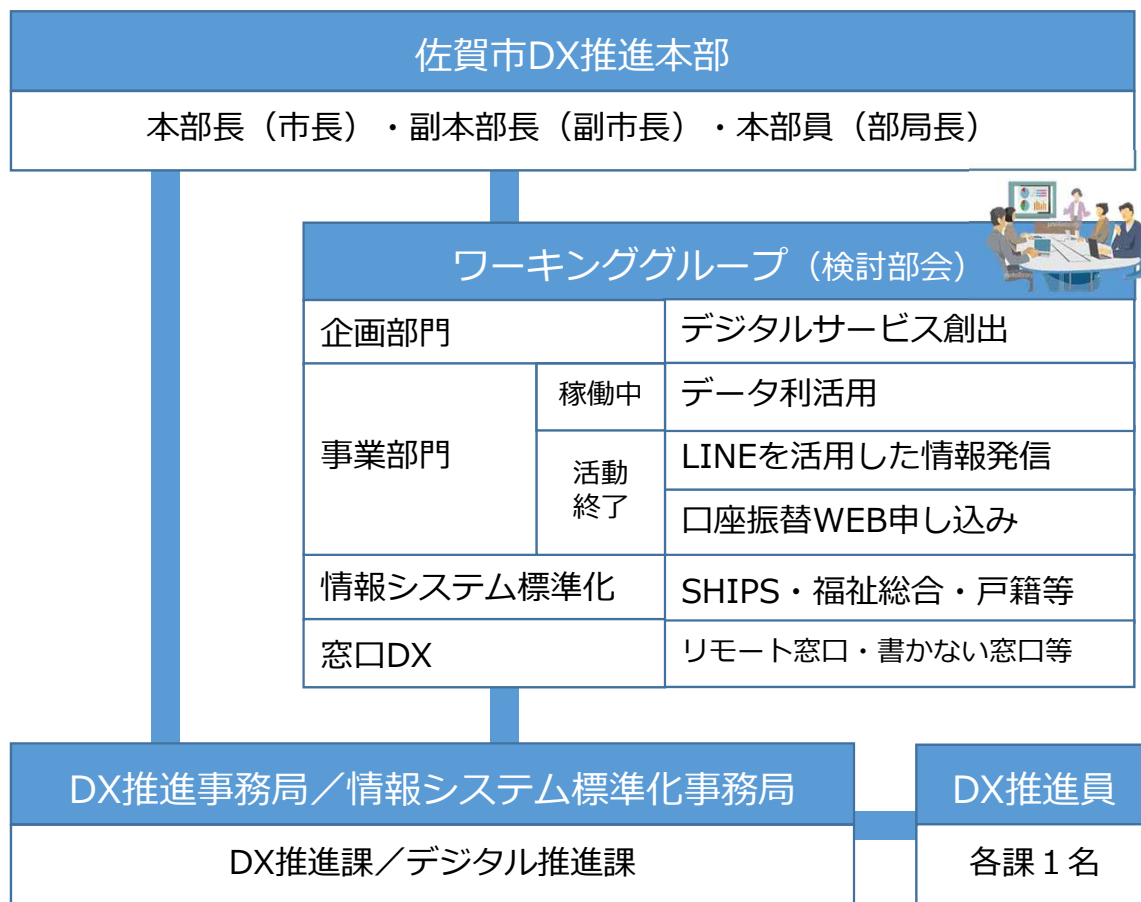 佐賀市DX推進本部
本部長（市長）・副本部長（副市長）・本部員（部局長）
ワーキンググループ（検討部会）
企画部門
デジタルサービス創出
事業部門
稼働中
データ利活用
活動
終了
LINEを活用した情報発信
口座振替WEB申し込み
情報システム標準化
SHIPS・福祉総合・戸籍等
窓口DX
リモート窓口・書かない窓口等
DX推進事務局／情報システム標準化事務局
DX推進課／デジタル推進課
DX推進員
各課１名